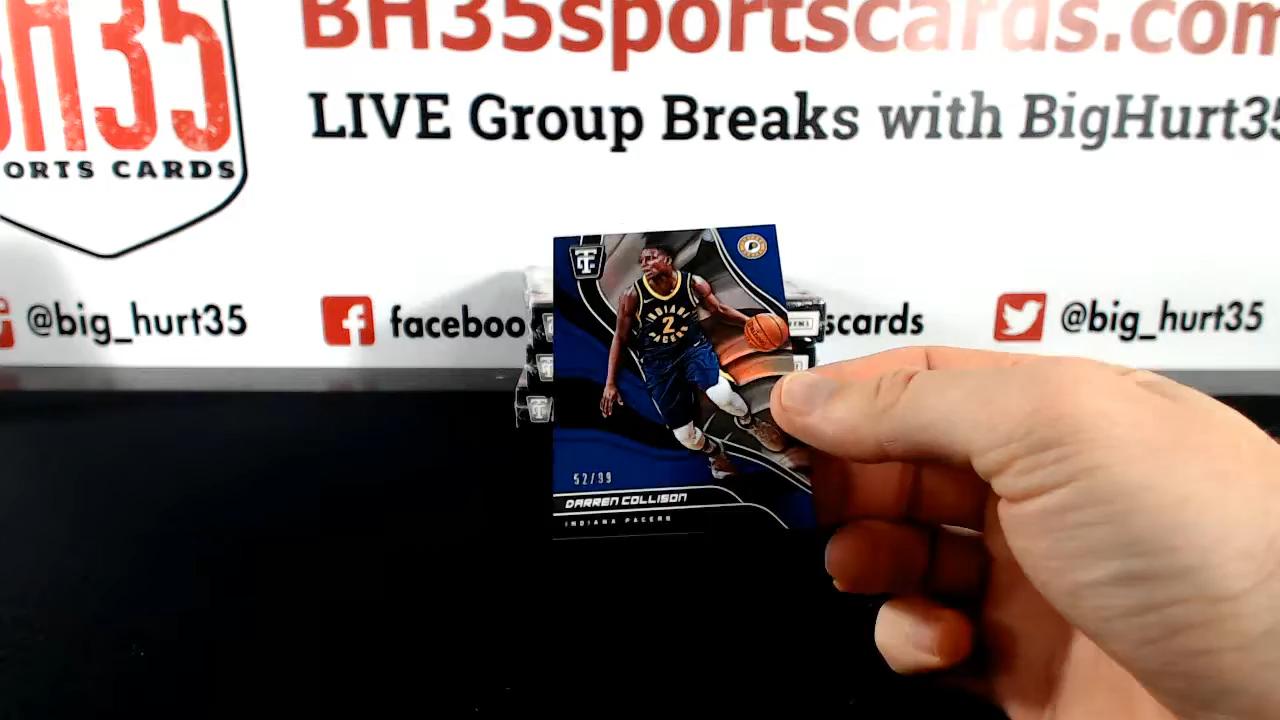 BH35sportscards.com
LIVE Group Breaks with BigHurt35
BH35
ORTS CARDS
@big_hurt35
faceboo
scards
@big_hurt35
INDIANA
2
PACERS
52/99
DARREN COLLISON
INDIANA PACERS